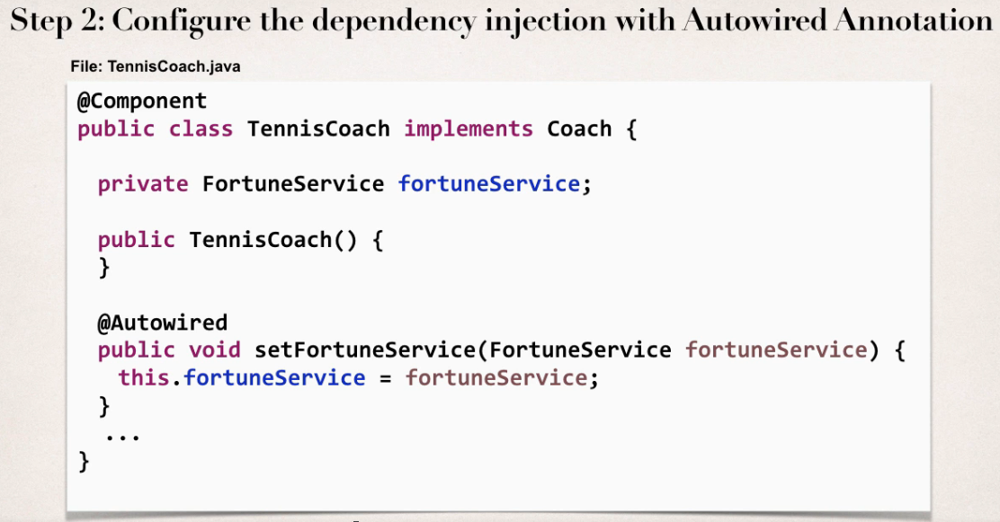 Step 2: Configure the dependency injection with Autowired Annotation
File: TennisCoach.java
@Component
public class TennisCoach implements Coach {
private FortuneService fortuneService;
public TennisCoach() {
}
@Autowired
public void setFortuneService(FortuneService fortuneService) {
this.fortuneService = fortuneService;
}
...
}